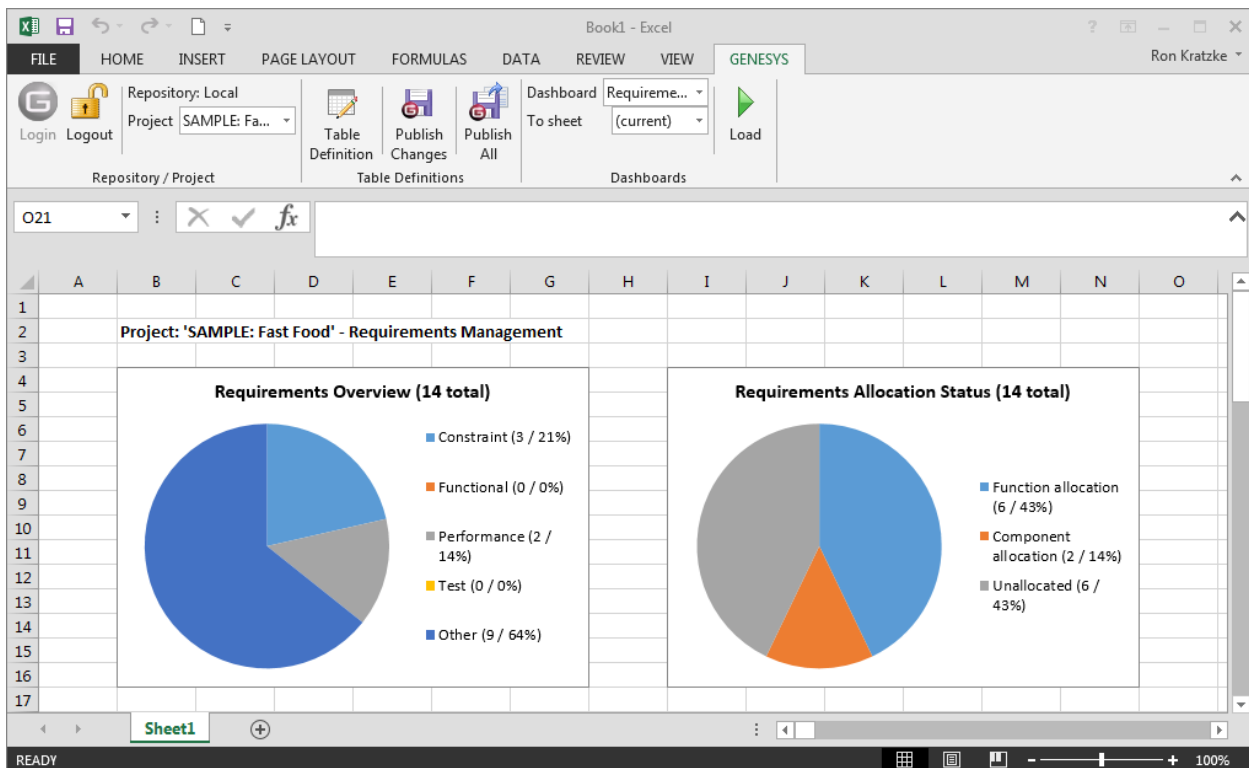 Book1 - Excel
FILE HOME INSERT PAGE LAYOUT FORMULAS DATA REVIEW VIEW GENESYS Ron Kratzke
Login
Logout
Repository: Local
Project SAMPLE: Fa...
Table
Definition
Publish
Changes
Publish
All
Dashboard Requireme...
To sheet (current)
Load
Repository / Project Table Definitions Dashboards
O21 fx
A B C D E F G H I J K L M N O
1
2 Project: 'SAMPLE: Fast Food' - Requirements Management
3
4
5
6
7
8
9
10
11
12
13
14
15
16
17
Requirements Overview (14 total)
Constraint (3 / 21%)
Functional (0 / 0%)
Performance (2 /
14%)
Test (0 / 0%)
Other (9 / 64%)
Requirements Allocation Status (14 total)
Function allocation
(6 / 43%)
Component
allocation (2 / 14%)
Unallocated (6 /
43%)
Sheet1
READY 100%